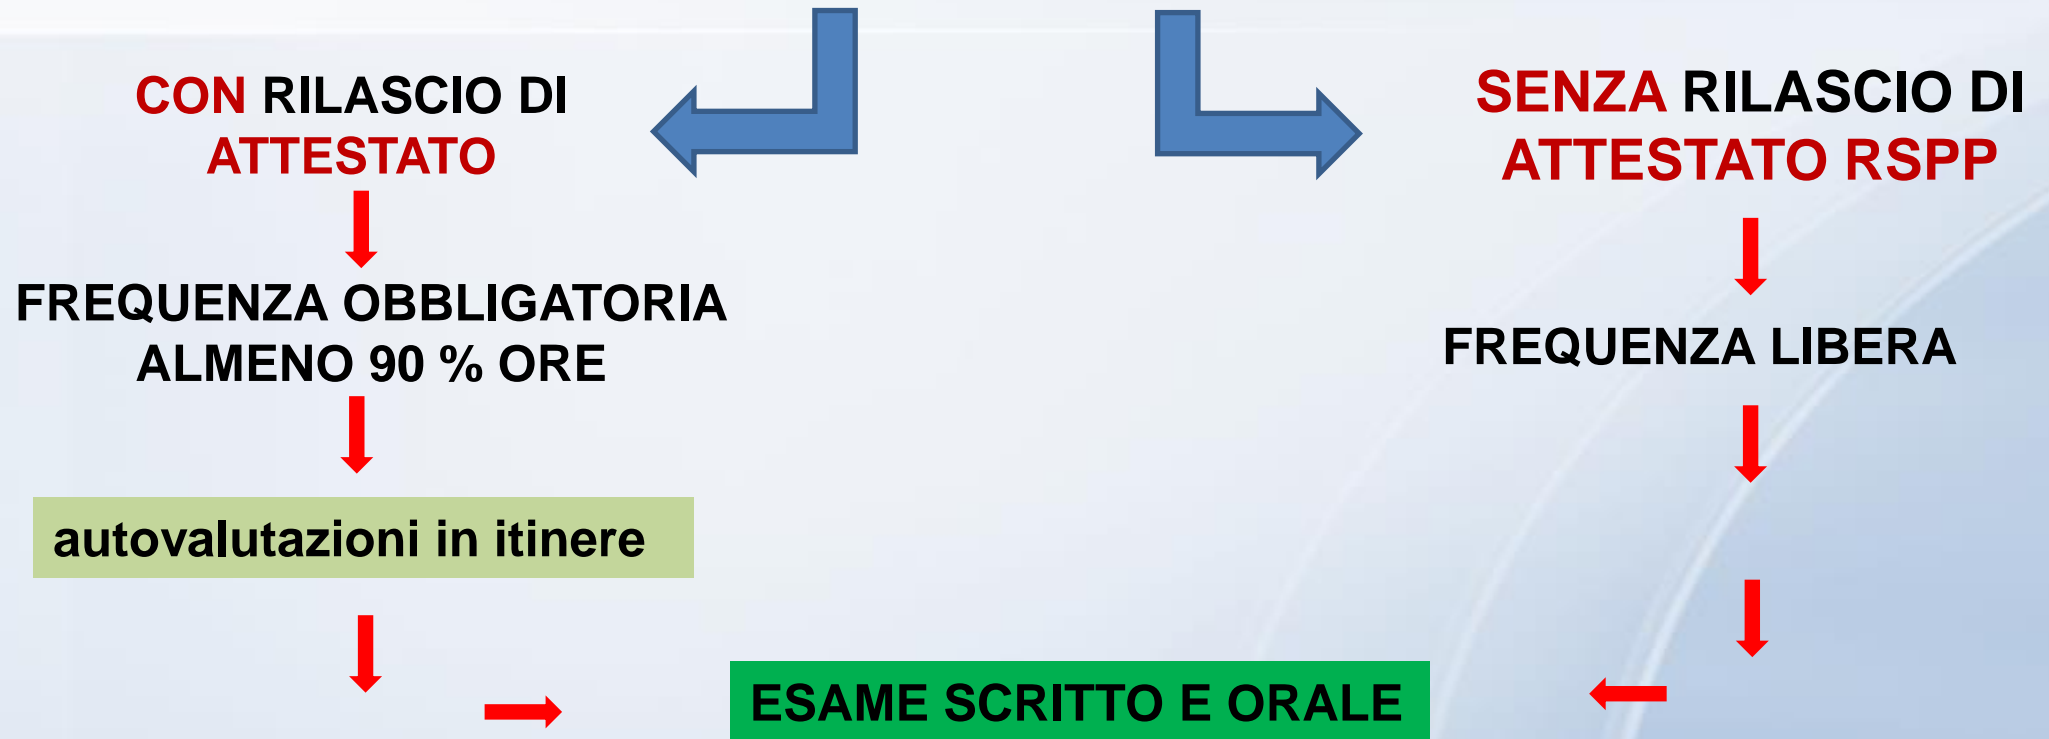 CON RILASCIO DI
ATTESTATO
FREQUENZA OBBLIGATORIA
ALMENO 90 % ORE
autovalutazioni in itinere
SENZA RILASCIO DI
ATTESTATO RSPP
FREQUENZA LIBERA
ESAME SCRITTO E ORALE